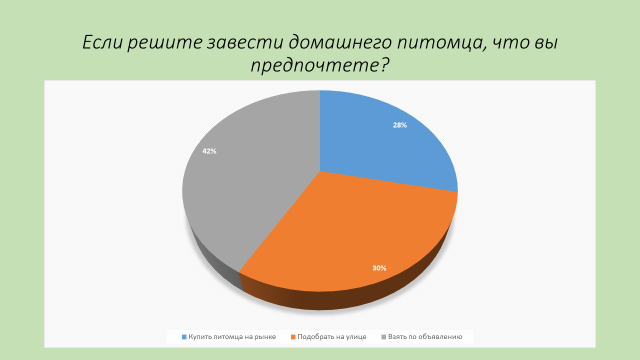 Если решите завести домашнего питомца, что вы
предпочтете?
28%
42%
30%
Купить питомца на рынке
Подобрать на улице
Взять по объявлению